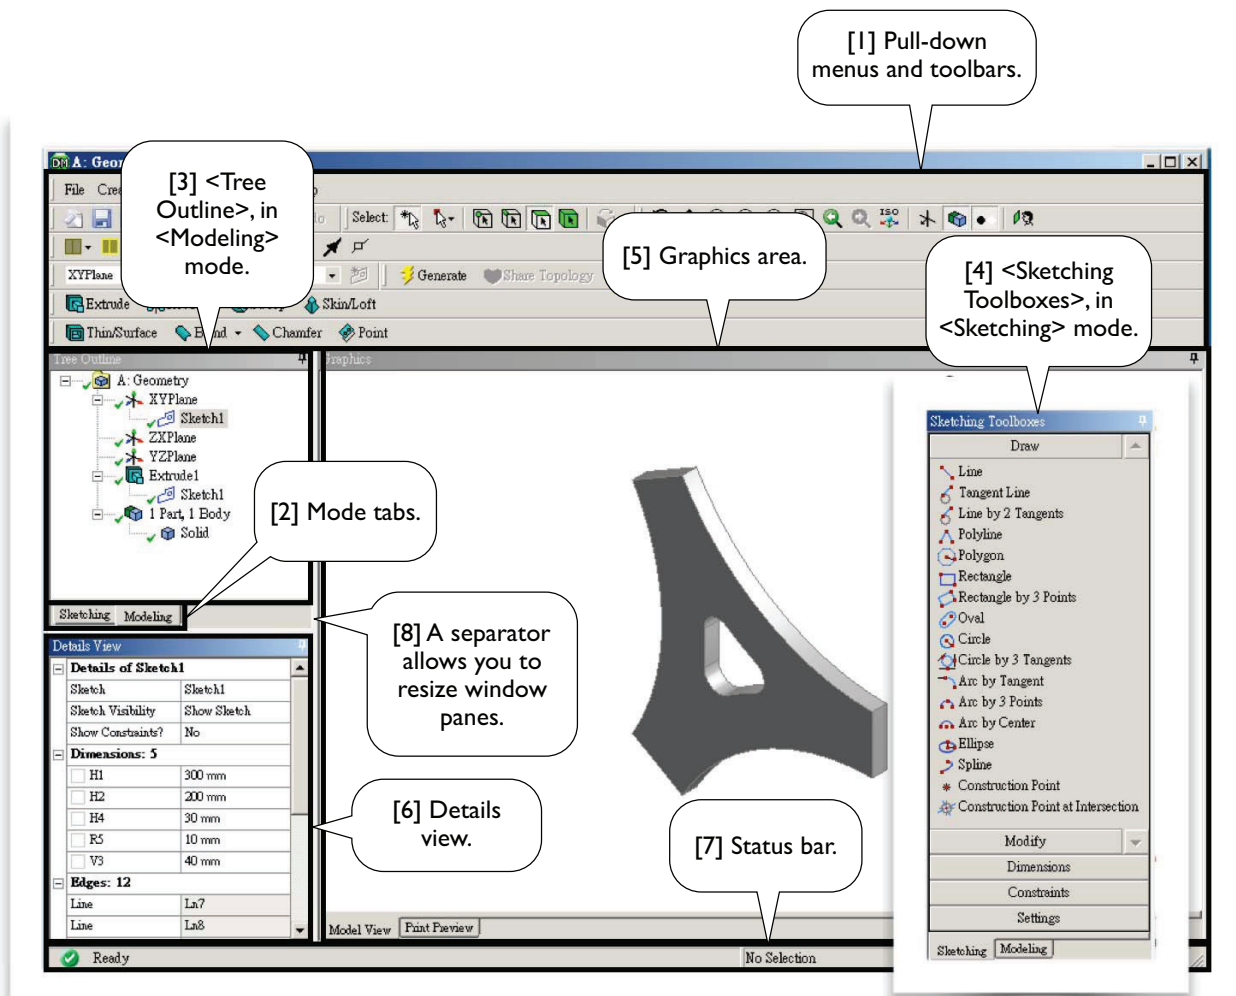 [1] Pull-down
menus and toolbars.
A: Geo
[3] <Tree
Outline>, in
<Modeling>
mode.
File
Select:
ISO
[5] Graphics area.
[4] <Sketching
Toolboxes>, in
<Sketching> mode.
XYPlane
Generate
Share Topology
Extrude
Skin/Loft
Thin/Surface
Chamfer
Point
Tree Outline
A: Geometry
XYPlane
Sketch1
ZXPlane
YZPlane
Extrude1
Sketch1
1 Part, 1 Body
Solid
[2] Mode tabs.
Sketching Modeling
[8] A separator
allows you to
resize window
panes.
Details View
Details of Sketch1
Sketch Sketch1
Sketch Visibility Show Sketch
Show Constraints? No
Dimensions: 5
H1 300 mm
H2 200 mm
H4 30 mm
R5 10 mm
V3 40 mm
Edges: 12
Line Ln7
Line Ln8
[6] Details
view.
[7] Status bar.
Model View Print Preview
Ready
No Selection
Sketching Toolboxes
Draw
Line
Tangent Line
Line by 2 Tangents
Polyline
Polygon
Rectangle
Rectangle by 3 Points
Oval
Circle
Circle by 3 Tangents
Arc by Tangent
Arc by 3 Points
Arc by Center
Ellipse
Spline
Construction Point
Construction Point at Intersection
Modify
Dimensions
Constraints
Settings
Sketching Modeling